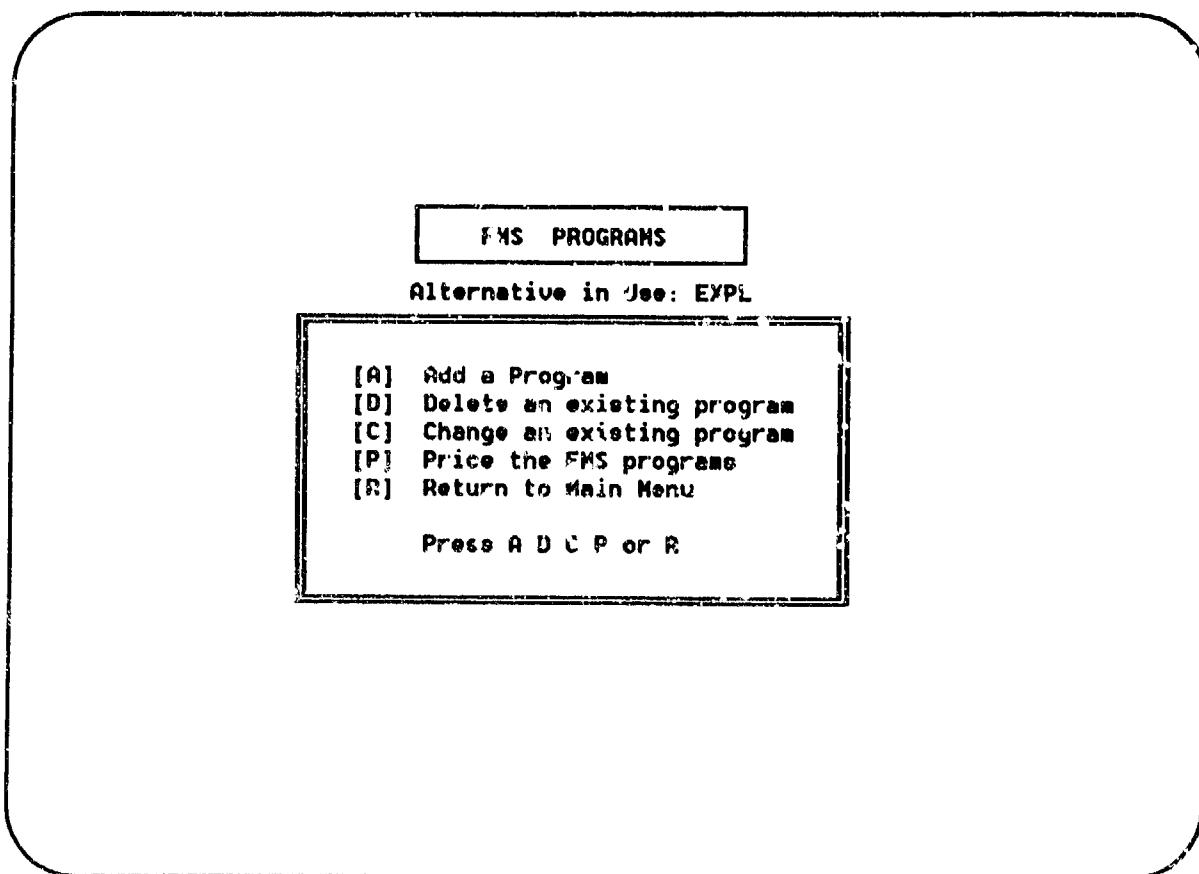 FMS PROGRAMS
Alternative in Use: EXPL
[A] Add a Program
[D] Delete an existing program
[C] Change an existing program
[P] Price the FMS programs
[R] Return to Main Menu
Press A D C P or R